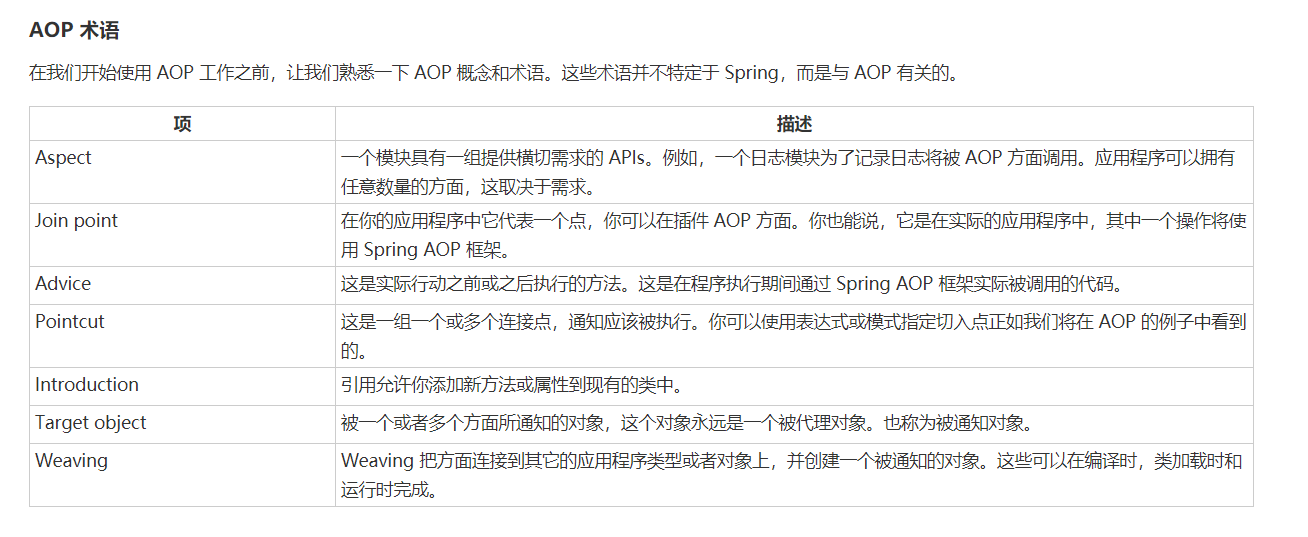 AOP 术语
在我们开始使用 AOP 工作之前，让我们熟悉一下 AOP 概念和术语。这些术语并不特定于 Spring，而是与 AOP 有关的。
项 描述
Aspect 一个模块具有一组提供横切需求的 APIs。例如，一个日志模块为了记录日志将被 AOP 方面调用。应用程序可以拥有
任意数量的方面，这取决于需求。
Join point 在你的应用程序中它代表一个点，你可以在插件 AOP 方面。你也能说，它是在实际的应用程序中，其中一个操作将使
用 Spring AOP 框架。
Advice 这是实际行动之前或之后执行的方法。这是在程序执行期间通过 Spring AOP 框架实际被调用的代码。
Pointcut 这是一组一个或多个连接点，通知应该被执行。你可以使用表达式或模式指定切入点正如我们将在 AOP 的例子中看到
的。
Introduction 引用允许你添加新方法或属性到现有的类中。
Target object 被一个或者多个方面所通知的对象，这个对象永远是一个被代理对象。也称为被通知对象。
Weaving Weaving 把方面连接到其它的应用程序类型或者对象上，并创建一个被通知的对象。这些可以在编译时，类加载时和
运行时完成。